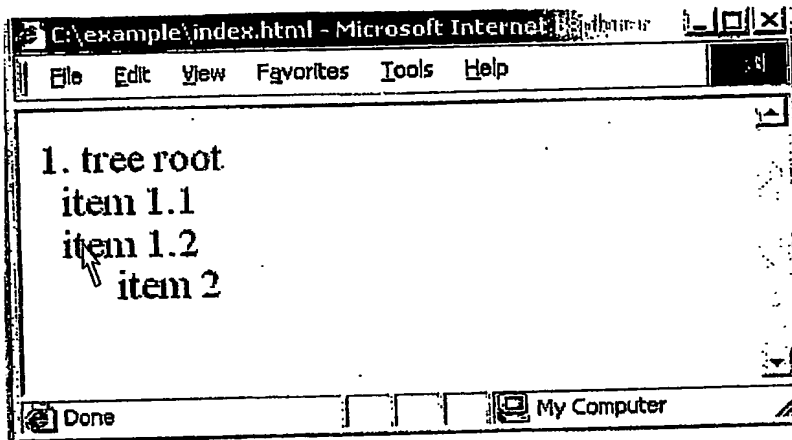 C:\example\index.html - Microsoft Internet
File Edit View Favorites Tools Help
1. tree root
item 1.1
item 1.2
item 2
Done My Computer